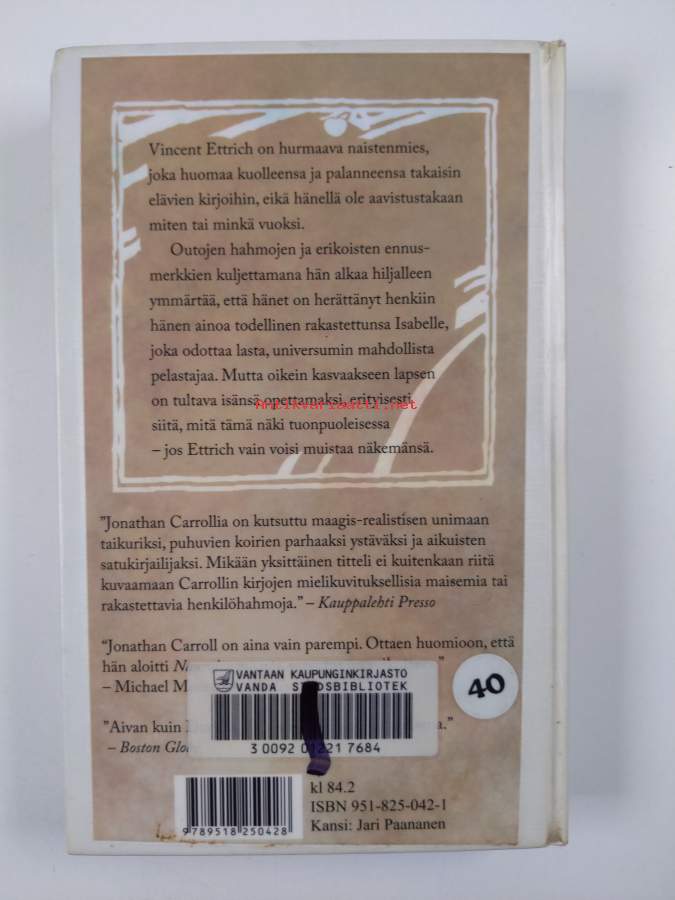 Vincent Ettrich on hurmaava naistenmies,
joka huomaa kuolleensa ja palanneensa takaisin
elävien kirjoihin, eikä hänellä ole aavistustakaan
miten tai minkä vuoksi.
Outojen hahmojen ja erikoisten ennus-
merkkien kuljettamana hän alkaa hiljalleen
ymmärtää, että hänet on herättänyt henkiin
hänen ainoa todellinen rakastettunsa Isabelle,
joka odottaa lasta, universumin mahdollista
pelastajaa. Mutta oikein kasvaakseen lapsen
on tultava isänsä opettamaksi, erityisesti
Antikvariaatti.net
siitä, mitä tämä näki tuonpuoleisessa
– jos Ettrich vain voisi muistaa näkemänsä.
"Jonathan Carrollia on kutsuttu maagis-realistisen unimaan
taikuriksi, puhuvien koirien parhaaksi ystäväksi ja aikuisten
satukirjailijaksi. Mikään yksittäinen titteli ei kuitenkaan riitä
kuvaamaan Carrollin kirjojen mielikuvituksellisia maisemia tai
rakastettavia henkilöhahmoja." – Kauppalehti Presso
"Jonathan Carroll on aina vain parempi. Ottaen huomioon, että
hän aloitti
– Michael
VANTAAN KAUPUNGINKIRJASTO
VANDA STADSBIBLIOTEK
40
"Aivan kuin
– Boston
3 0092 01221 7684
kl 84.2
ISBN 951-825-042-1
Kansi: Jari Paananen
9789518250428